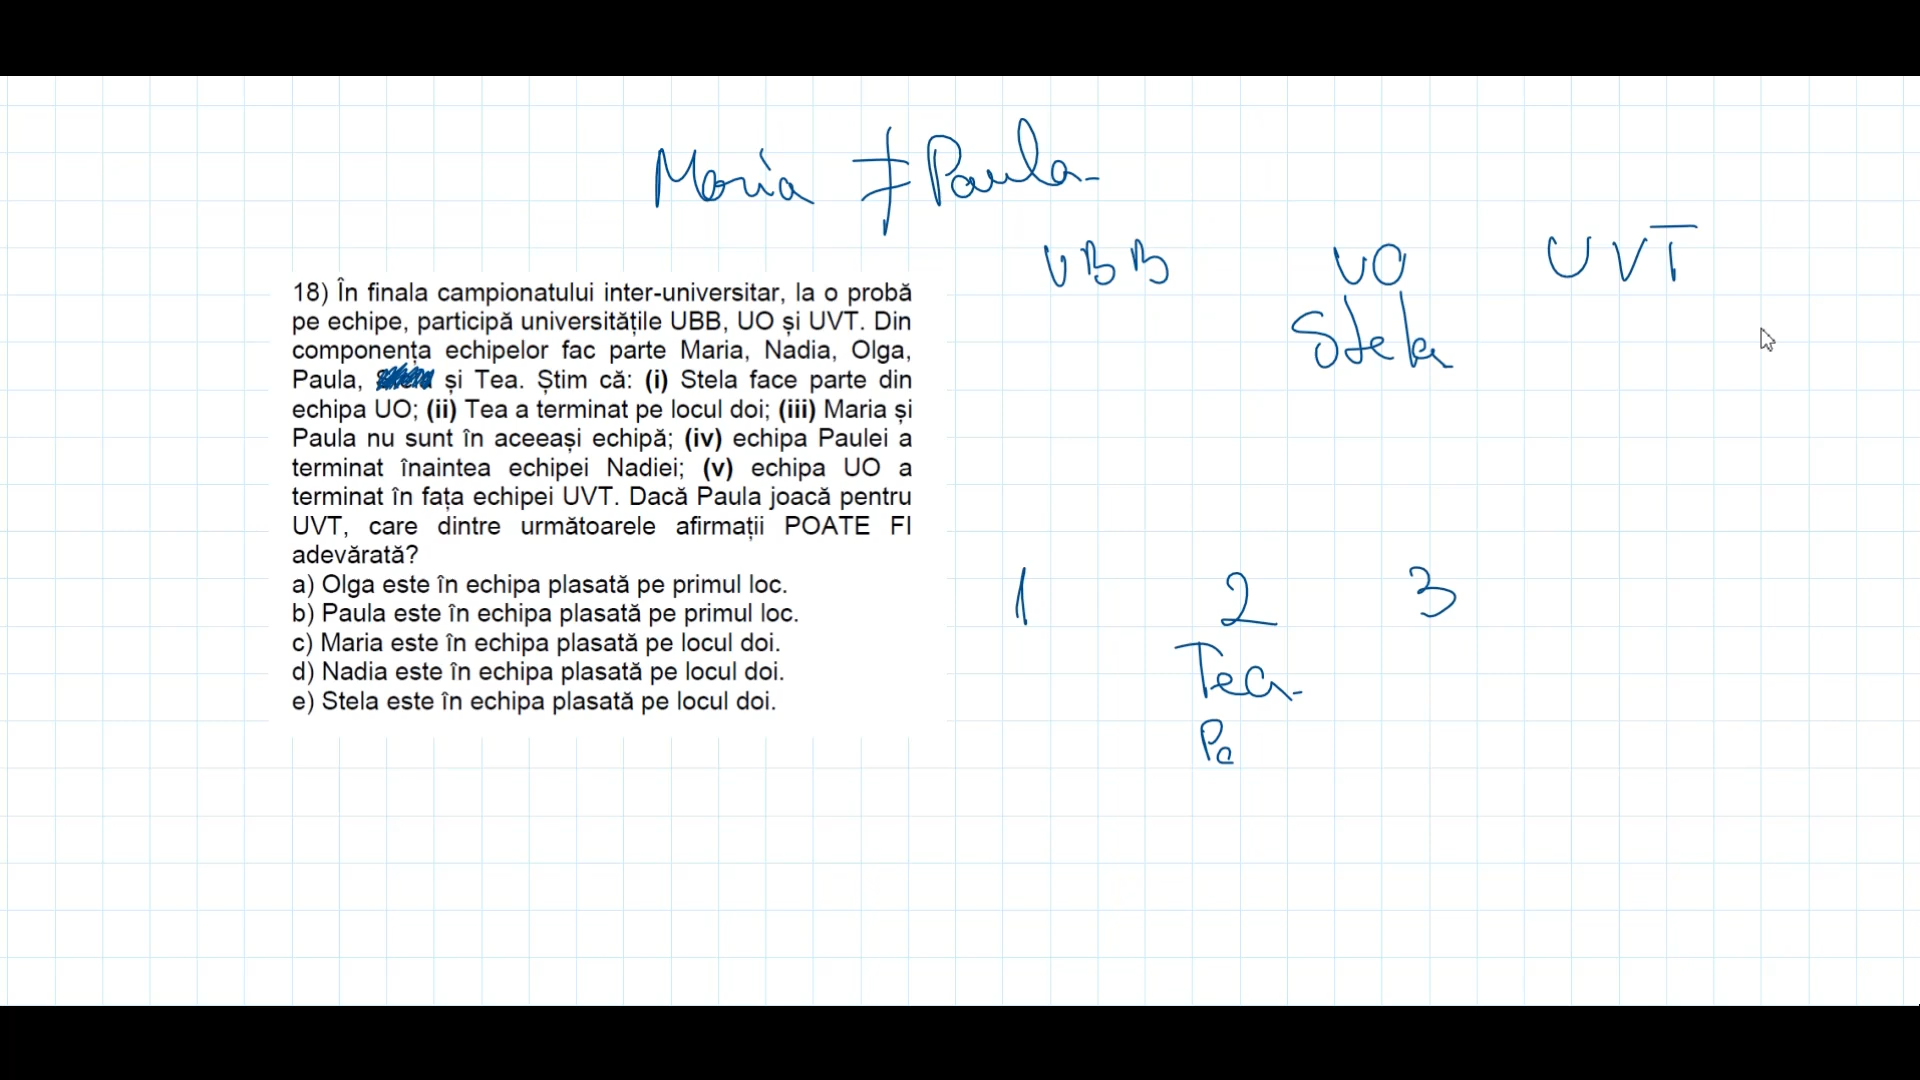 Maria ≠ Paula
UBB UO UVT
Stela
18) În finala campionatului inter-universitar, la o probă
pe echipe, participă universitățile UBB, UO și UVT. Din
componența echipelor fac parte Maria, Nadia, Olga,
Paula, și Tea. Știm că: (i) Stela face parte din
echipa UO; (ii) Tea a terminat pe locul doi; (iii) Maria și
Paula nu sunt în aceeași echipă; (iv) echipa Paulei a
terminat înaintea echipei Nadiei; (v) echipa UO a
terminat în fața echipei UVT. Dacă Paula joacă pentru
UVT, care dintre următoarele afirmații POATE FI
adevărată?
a) Olga este în echipa plasată pe primul loc.
b) Paula este în echipa plasată pe primul loc.
c) Maria este în echipa plasată pe locul doi.
d) Nadia este în echipa plasată pe locul doi.
e) Stela este în echipa plasată pe locul doi.
1 2 3
Tea
Pa